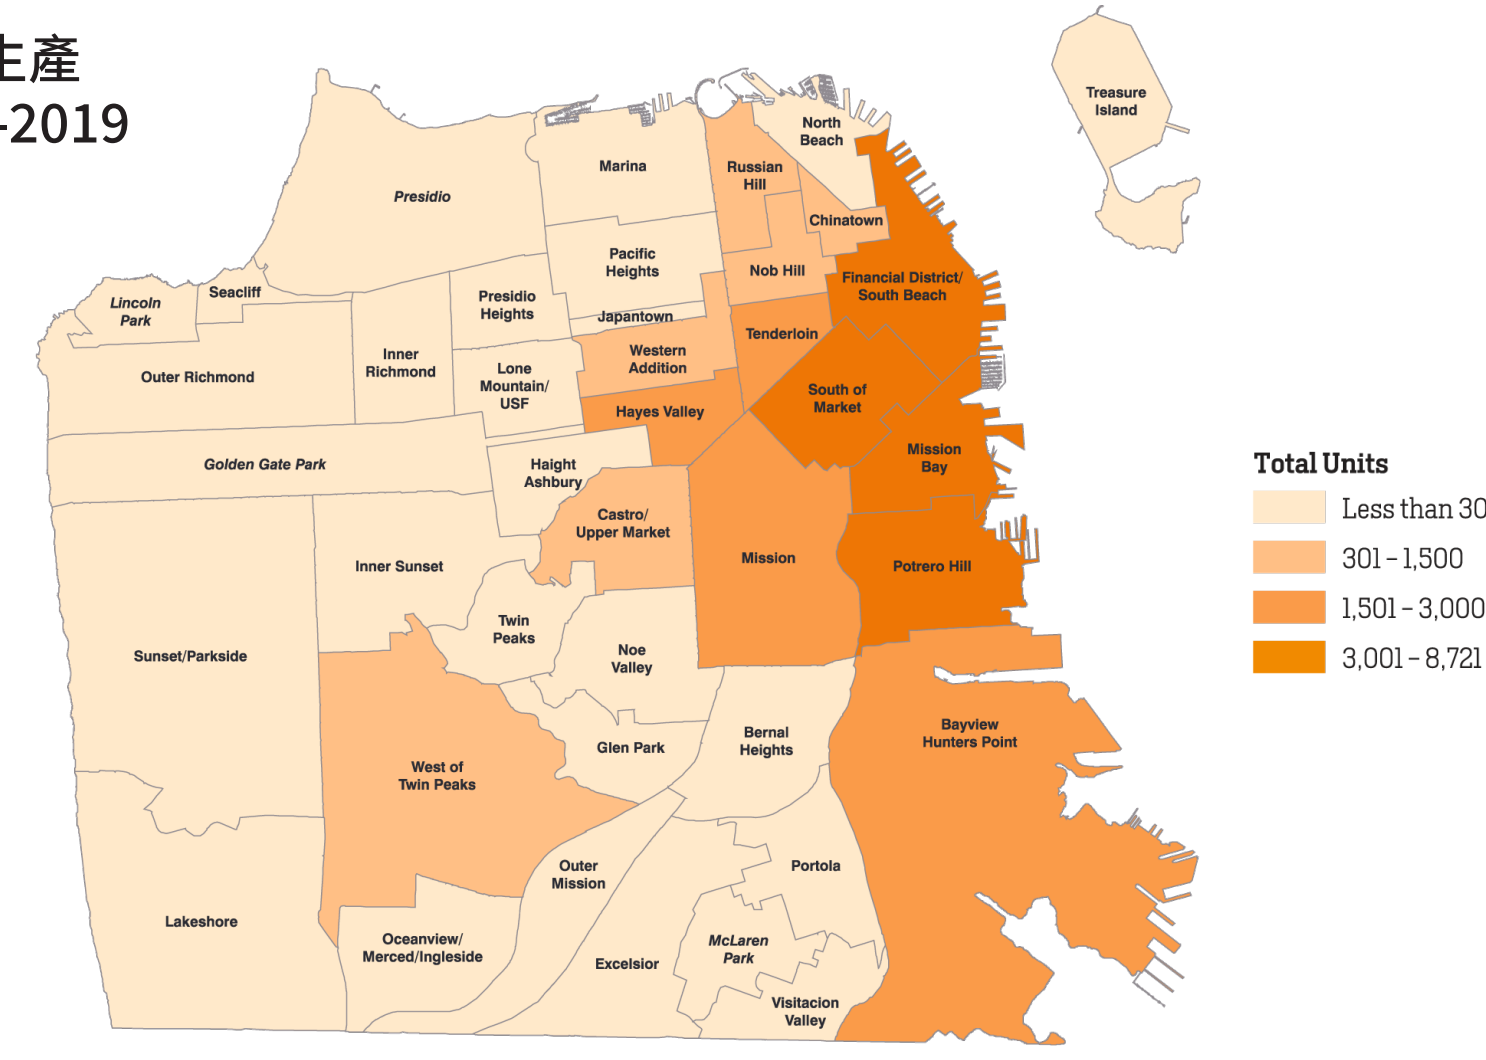 生產
-2019
Treasure
Island
North
Beach
Marina
Russian
Hill
Presidio
Chinatown
Pacific
Heights
Nob Hill
Financial District/
South Beach
Seacliff
Lincoln
Park
Presidio
Heights
Japantown
Tenderloin
Western
Addition
Inner
Richmond
Outer Richmond
Lone
Mountain/
USF
South of
Market
Hayes Valley
Golden Gate Park
Haight
Ashbury
Mission
Bay
Total Units
Less than 30
301 – 1,500
1,501 – 3,000
3,001 – 8,721
Castro/
Upper Market
Inner Sunset
Mission
Potrero Hill
Twin
Peaks
Noe
Valley
Sunset/Parkside
Bayview
Hunters Point
Bernal
Heights
Glen Park
West of
Twin Peaks
Outer
Mission
Portola
Lakeshore
Oceanview/
Merced/Ingleside
McLaren
Park
Excelsior
Visitacion
Valley